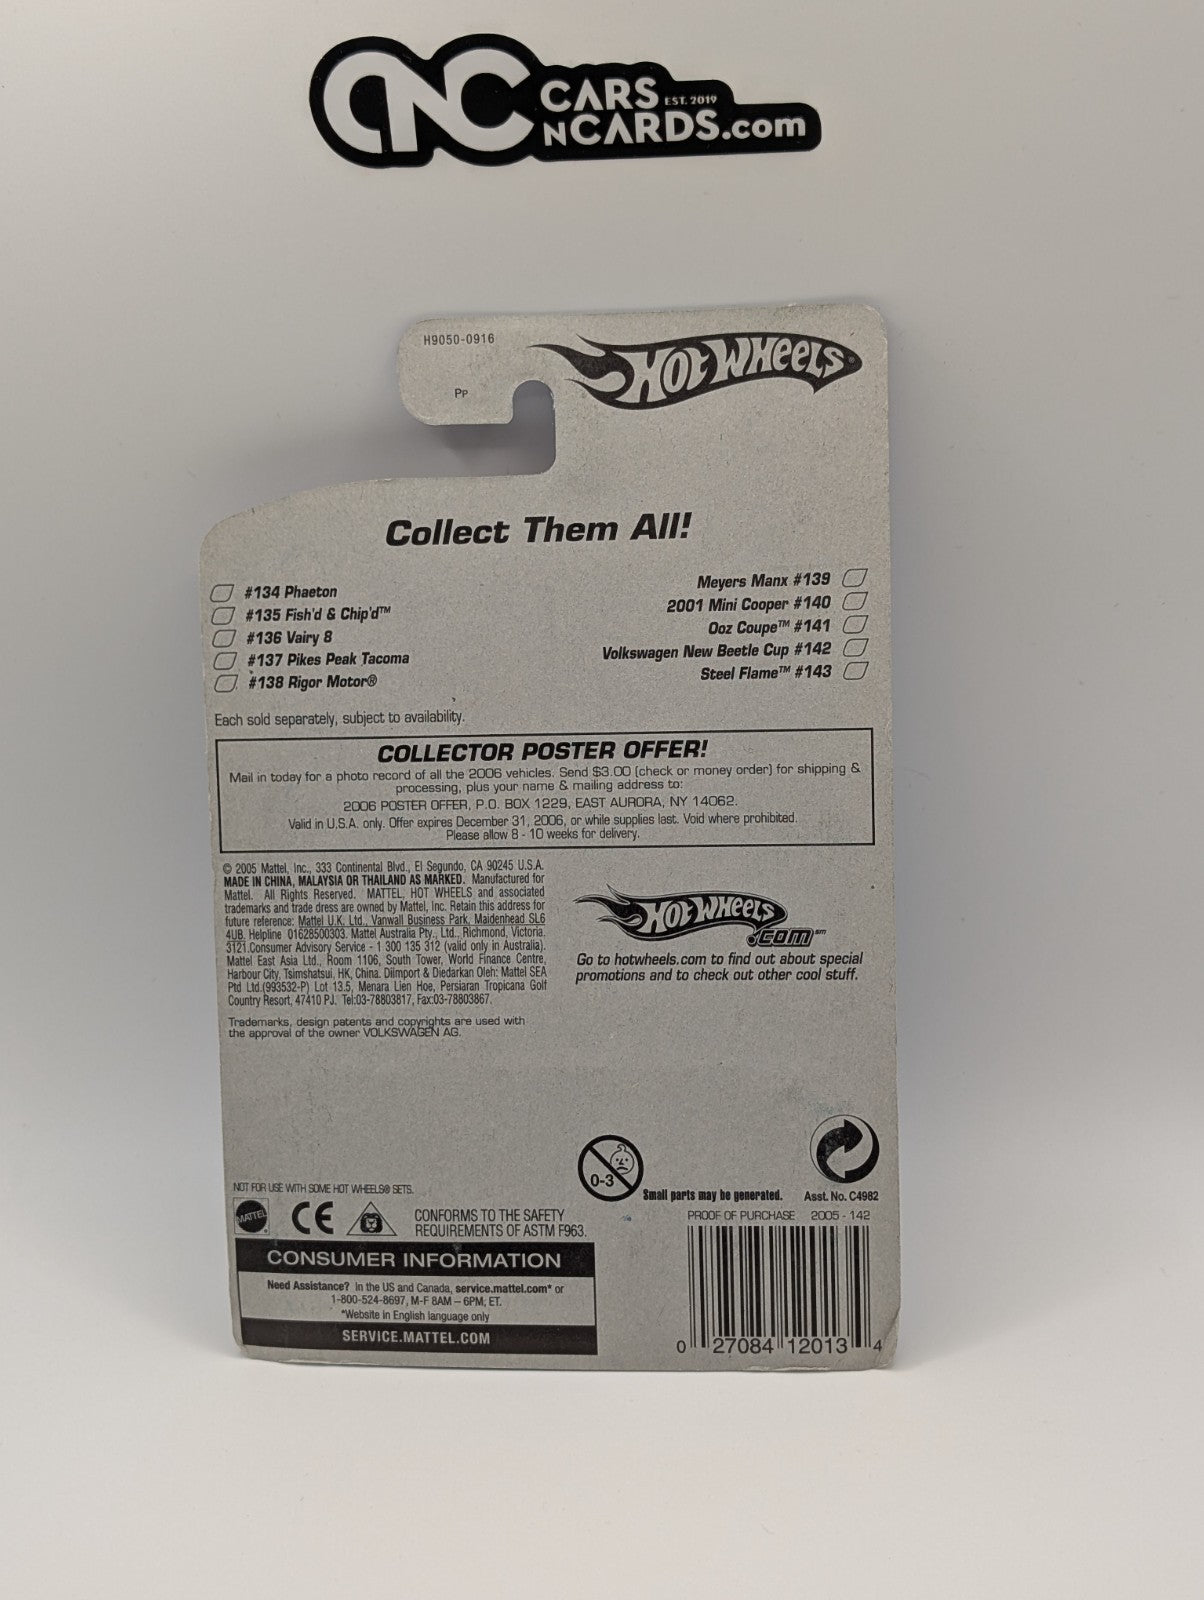 CNC CARS EST. 2019
NCARDS.com
H9050-0916
HOT WHEELS®
PP
Collect Them All!
#134 Phaeton
#135 Fish'd & Chip'd™
#136 Vairy 8
#137 Pikes Peak Tacoma
#138 Rigor Motor®
Meyers Manx #139
2001 Mini Cooper #140
Ooz Coupe™ #141
Volkswagen New Beetle Cup #142
Steel Flame™ #143
Each sold separately, subject to availability.
COLLECTOR POSTER OFFER!
Mail in today for a photo record of all the 2006 vehicles. Send $3.00 (check or money order) for shipping &
processing, plus your name & mailing address to:
2006 POSTER OFFER, P.O. BOX 1229, EAST AURORA, NY 14062.
Valid in U.S.A. only. Offer expires December 31, 2006, or while supplies last. Void where prohibited.
Please allow 8 - 10 weeks for delivery.
© 2005 Mattel, Inc., 333 Continental Blvd., El Segundo, CA 90245 U.S.A.
MADE IN CHINA, MALAYSIA OR THAILAND AS MARKED. Manufactured for
Mattel. All Rights Reserved. MATTEL, HOT WHEELS and associated
trademarks and trade dress are owned by Mattel, Inc. Retain this address for
future reference: Mattel U.K. Ltd., Vanwall Business Park, Maidenhead SL6
4UB. Helpline 01628500303. Mattel Australia Pty., Ltd., Richmond, Victoria.
3121.Consumer Advisory Service - 1 300 135 312 (valid only in Australia).
Mattel East Asia Ltd., Room 1106, South Tower, World Finance Centre,
Harbour City, Tsimshatsui, HK, China. Diimport & Diedarkan Oleh: Mattel SEA
Ptd Ltd.(993532-P) Lot 13.5, Menara Lien Hoe, Persiaran Tropicana Golf
Country Resort, 47410 PJ. Tel:03-78803817, Fax:03-78803867.
Trademarks, design patents and copyrights are used with
the approval of the owner VOLKSWAGEN AG.
HOT WHEELS
.COM℠
Go to hotwheels.com to find out about special
promotions and to check out other cool stuff.
0-3
Small parts may be generated.
Asst. No. C4982
NOT FOR USE WITH SOME HOT WHEELS® SETS.
MATTEL
CE
CONFORMS TO THE SAFETY
REQUIREMENTS OF ASTM F963.
CONSUMER INFORMATION
Need Assistance? In the US and Canada, service.mattel.com* or
1-800-524-8697, M-F 8AM – 6PM, ET.
*Website in English language only
SERVICE.MATTEL.COM
PROOF OF PURCHASE 2005 - 142
0 27084 12013 4